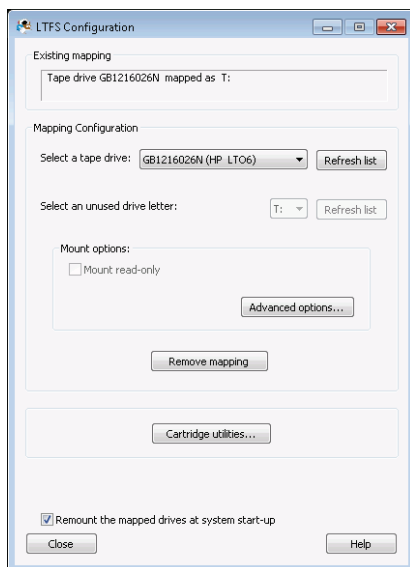 LTFS Configuration
Existing mapping
Tape drive GB1216026N mapped as T:
Mapping Configuration
Select a tape drive: GB1216026N (HP LTO6) Refresh list
Select an unused drive letter: T: Refresh list
Mount options:
Mount read-only
Advanced options...
Remove mapping
Cartridge utilities...
Remount the mapped drives at system start-up
Close Help